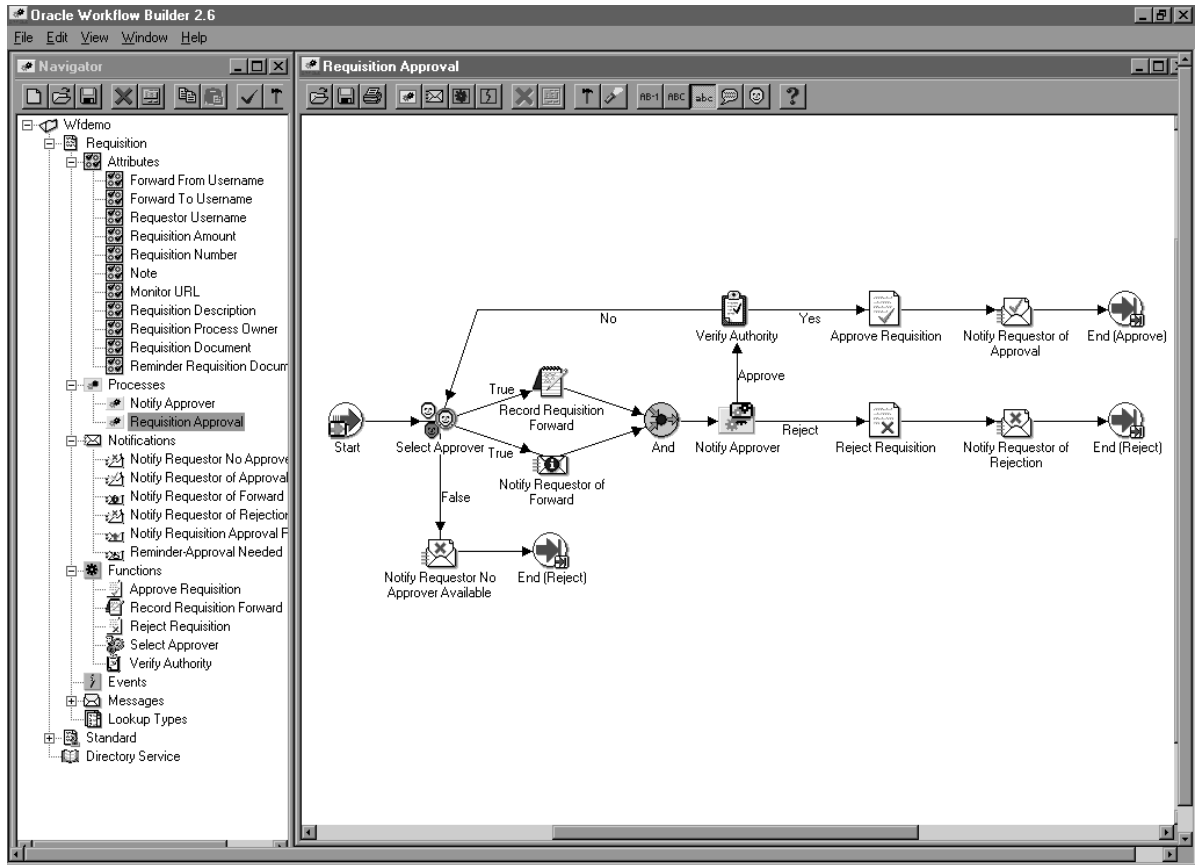 Oracle Workflow Builder 2.6
File Edit View Window Help
Navigator
Wfdemo
Requisition
Attributes
Forward From Username
Forward To Username
Requestor Username
Requisition Amount
Requisition Number
Note
Monitor URL
Requisition Description
Requisition Process Owner
Requisition Document
Reminder Requisition Docum
Processes
Notify Approver
Requisition Approval
Notifications
Notify Requestor No Approve
Notify Requestor of Approval
Notify Requestor of Forward
Notify Requestor of Rejection
Notify Requisition Approval F
Reminder-Approval Needed
Functions
Approve Requisition
Record Requisition Forward
Reject Requisition
Select Approver
Verify Authority
Events
Messages
Lookup Types
Standard
Directory Service
Requisition Approval
AB-1 ABC abc ?
No
Verify Authority
Yes
Approve Requisition
Notify Requestor of
Approval
End (Approve)
Approve
True
Record Requisition
Forward
Start
Select Approver
True
And
Notify Approver
Reject
Reject Requisition
Notify Requestor of
Rejection
End (Reject)
Notify Requestor of
Forward
False
Notify Requestor No
Approver Available
End (Reject)